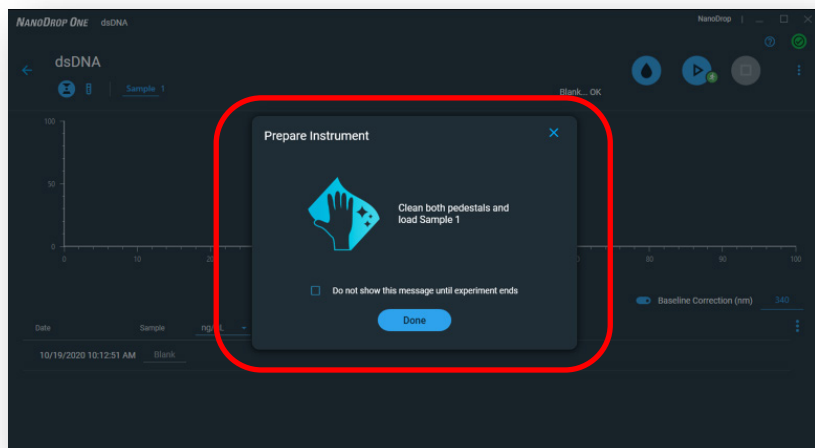 NANODROP ONE dsDNA NanoDrop
dsDNA
Sample 1
Blank... OK
100
50
0
0 10 20 80 90 100
Prepare Instrument
Clean both pedestals and
load Sample 1
Do not show this message until experiment ends
Done
Baseline Correction (nm) 340
Date Sample
10/19/2020 10:12:51 AM Blank